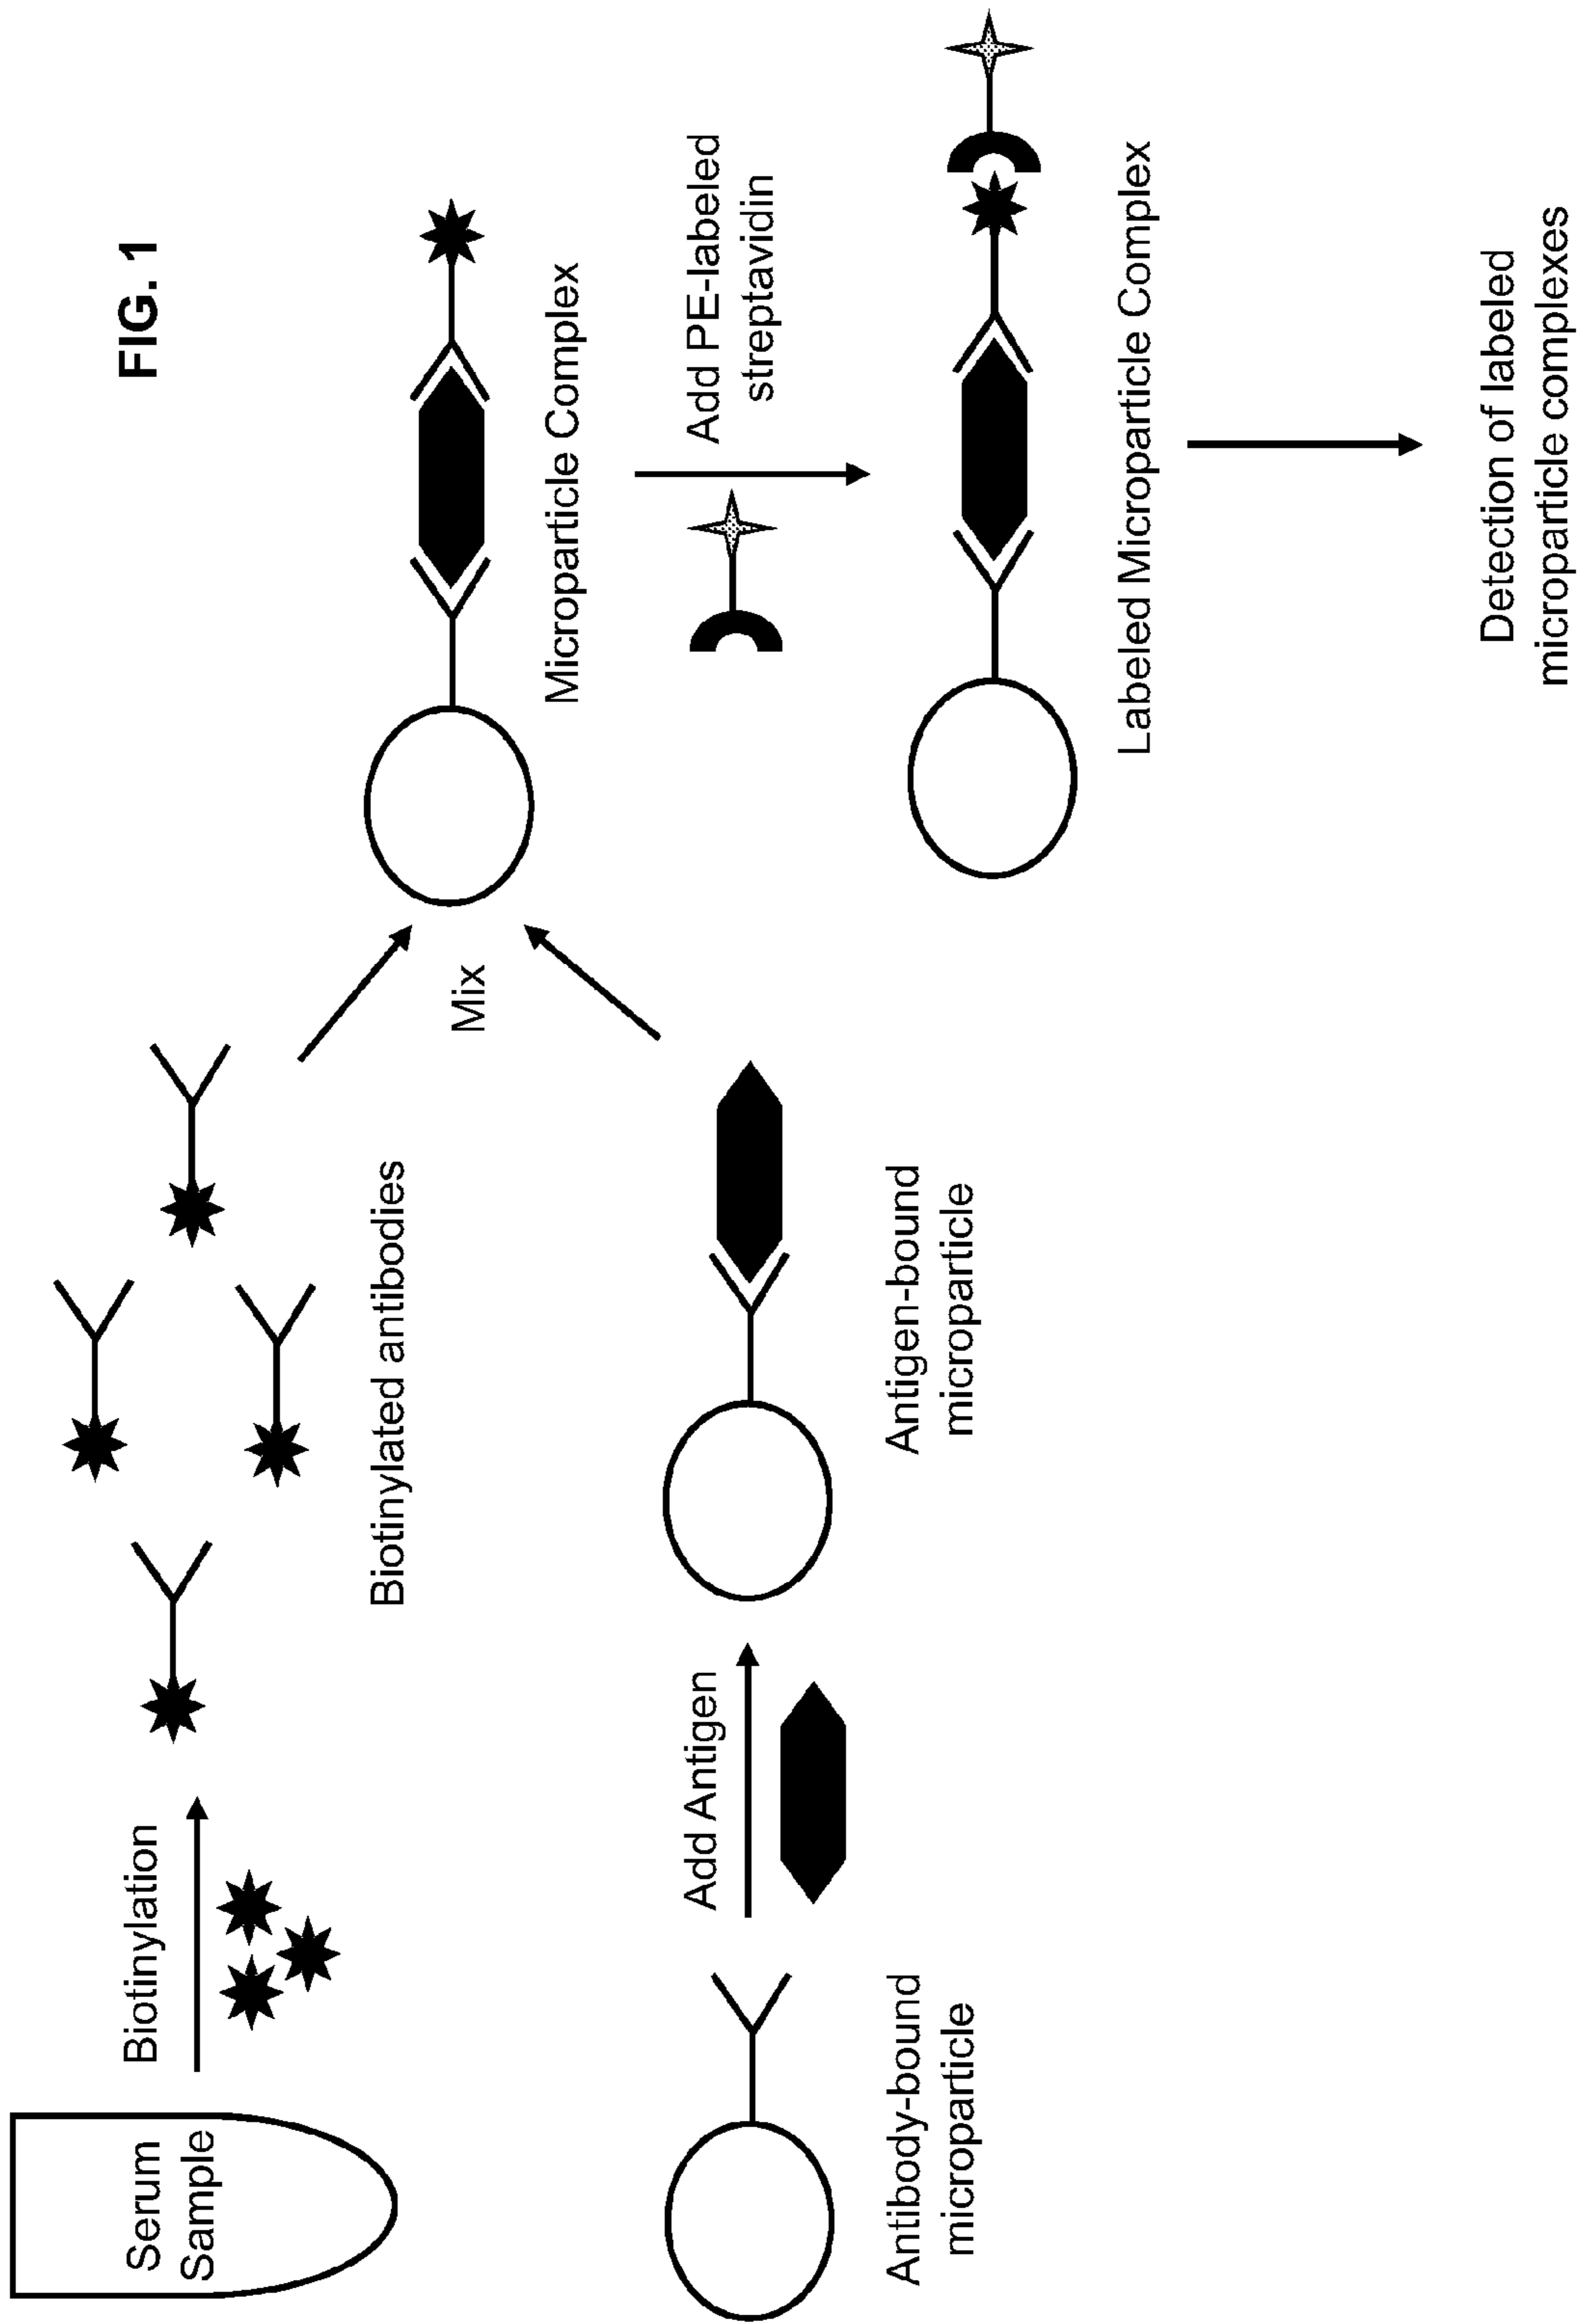 FIG. 1
Serum
Sample
Biotinylation
Biotinylated antibodies
Antibody-bound
microparticle
Add Antigen
Antigen-bound
microparticle
Mix
Microparticle Complex
Add PE-labeled
streptavidin
Labeled Microparticle Complex
Detection of labeled
microparticle complexes